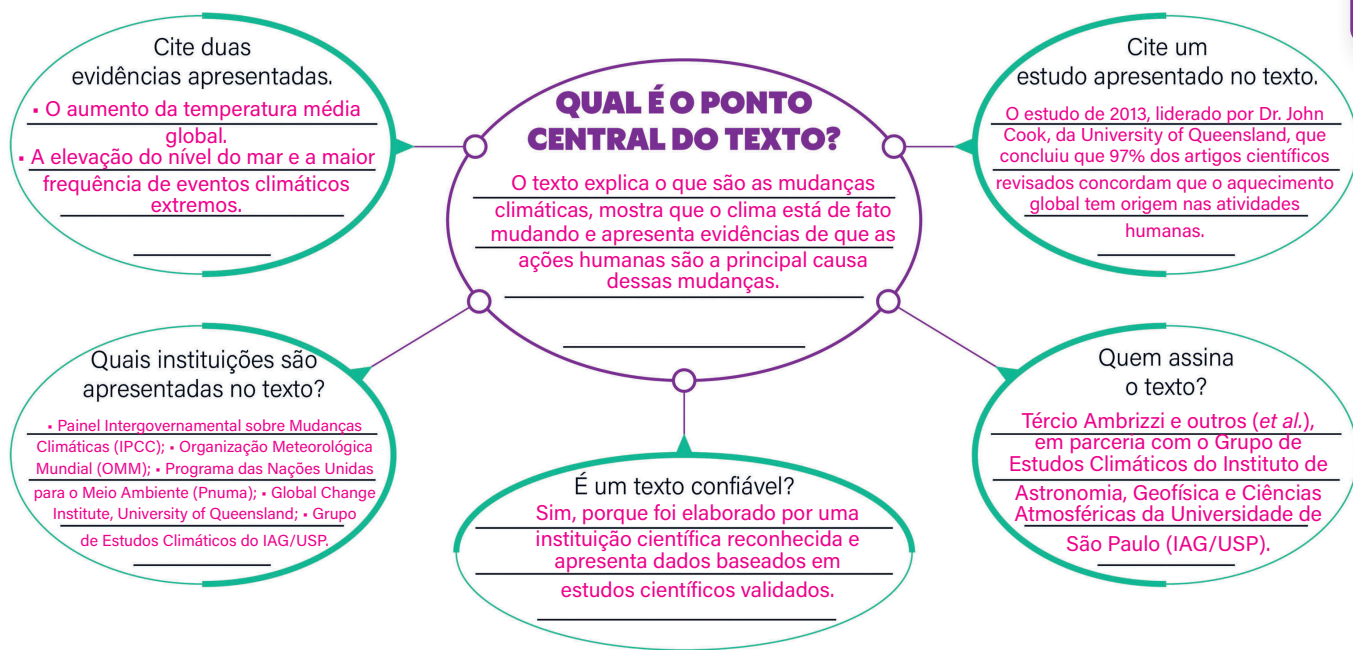 Cite duas
evidências apresentadas.
• O aumento da temperatura média
global.
• A elevação do nível do mar e a maior
frequência de eventos climáticos
extremos.
QUAL É O PONTO
CENTRAL DO TEXTO?
O texto explica o que são as mudanças
climáticas, mostra que o clima está de fato
mudando e apresenta evidências de que as
ações humanas são a principal causa
dessas mudanças.
Cite um
estudo apresentado no texto.
O estudo de 2013, liderado por Dr. John
Cook, da University of Queensland, que
concluiu que 97% dos artigos científicos
revisados concordam que o aquecimento
global tem origem nas atividades
humanas.
Quais instituições são
apresentadas no texto?
• Painel Intergovernamental sobre Mudanças
Climáticas (IPCC); • Organização Meteorológica
Mundial (OMM); • Programa das Nações Unidas
para o Meio Ambiente (Pnuma); • Global Change
Institute, University of Queensland; • Grupo
de Estudos Climáticos do IAG/USP.
É um texto confiável?
Sim, porque foi elaborado por uma
instituição científica reconhecida e
apresenta dados baseados em
estudos científicos validados.
Quem assina
o texto?
Tércio Ambrizzi e outros (et al.),
em parceria com o Grupo de
Estudos Climáticos do Instituto de
Astronomia, Geofísica e Ciências
Atmosféricas da Universidade de
São Paulo (IAG/USP).